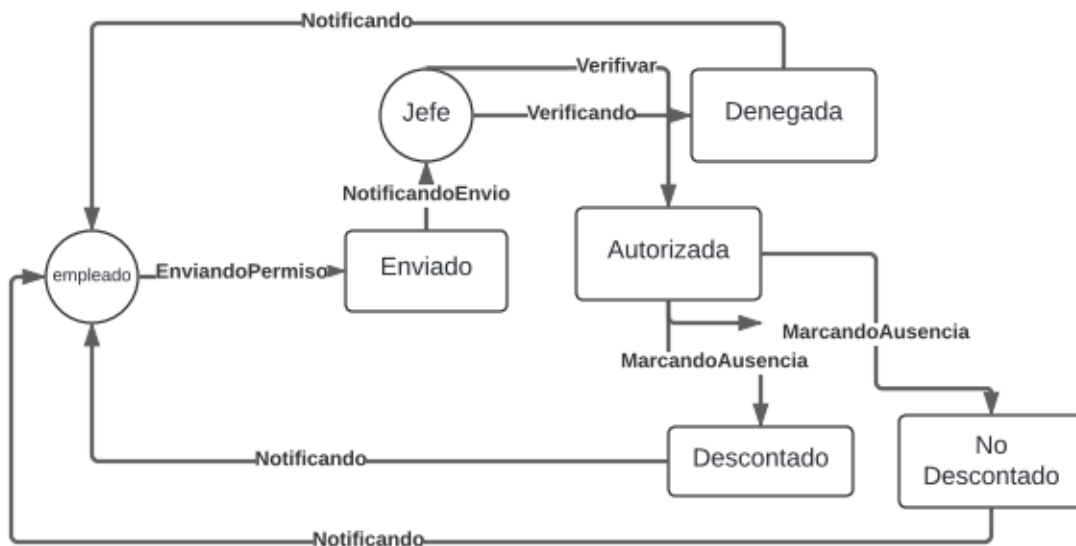 Notificando
Verifivar
Jefe
Verificando
Denegada
NotificandoEnvio
Autorizada
empleado
EnviandoPermiso
Enviado
MarcandoAusencia
MarcandoAusencia
No
Descontado
Notificando
Descontado
Notificando